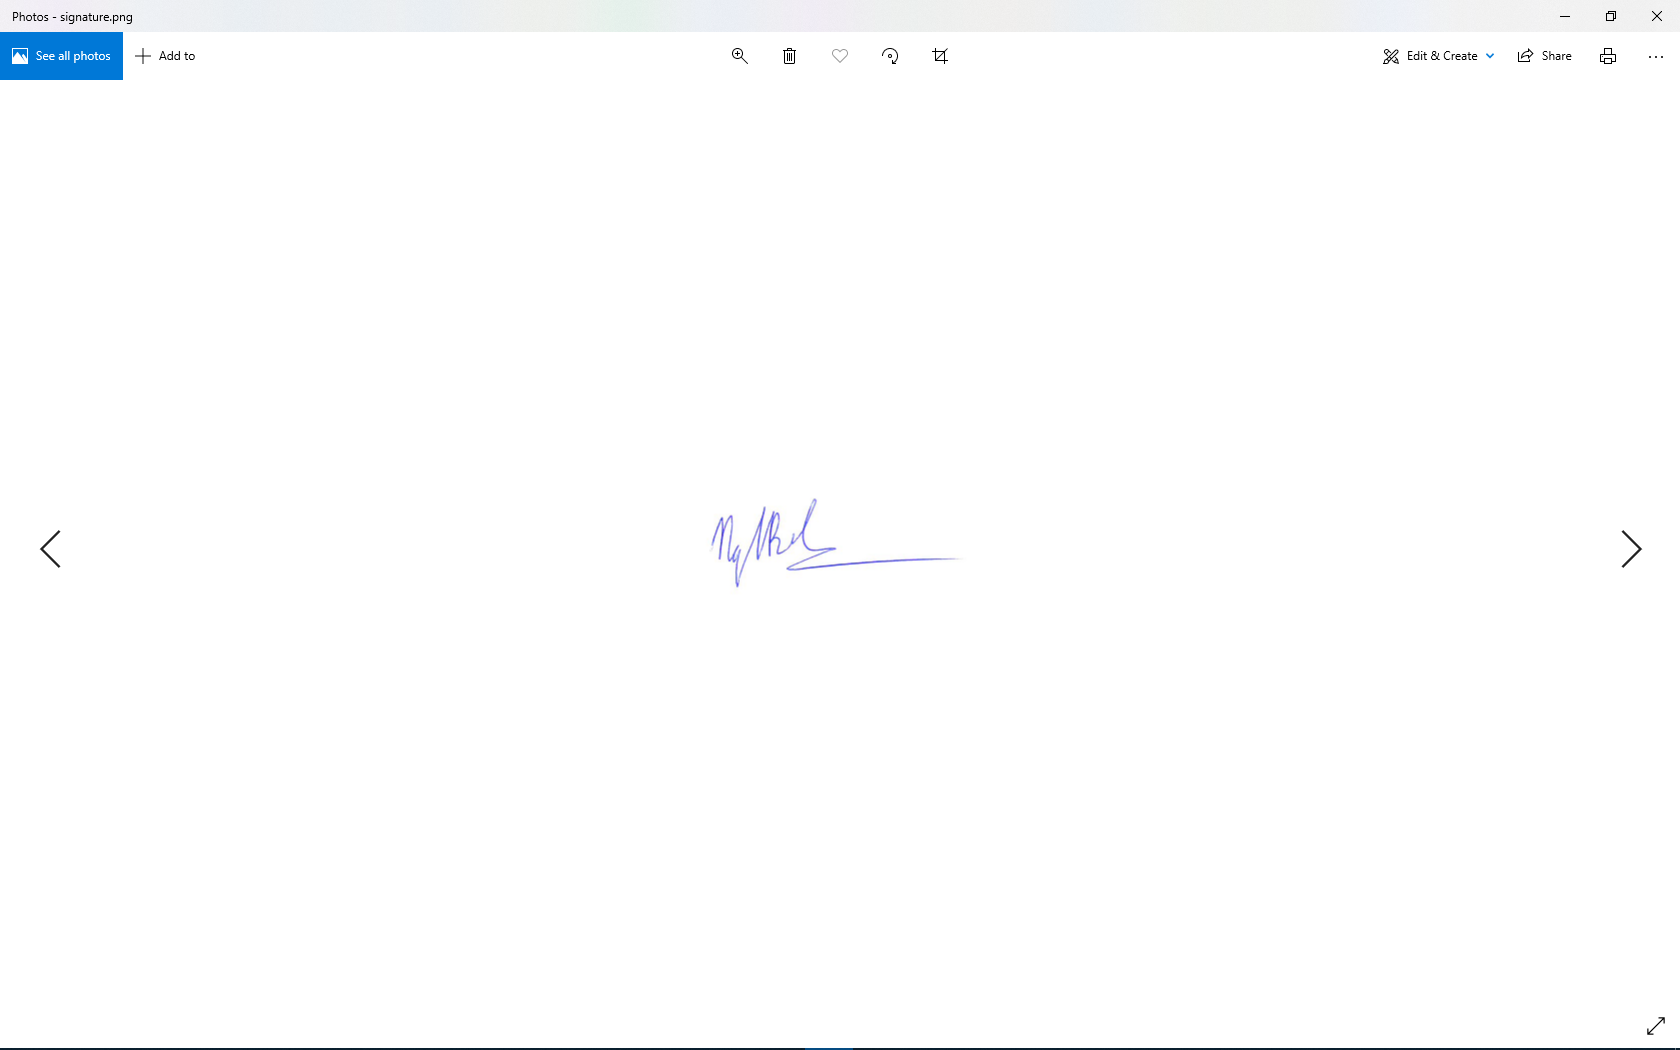 Photos - signature.png
See all photos
Add to
Edit & Create
Share